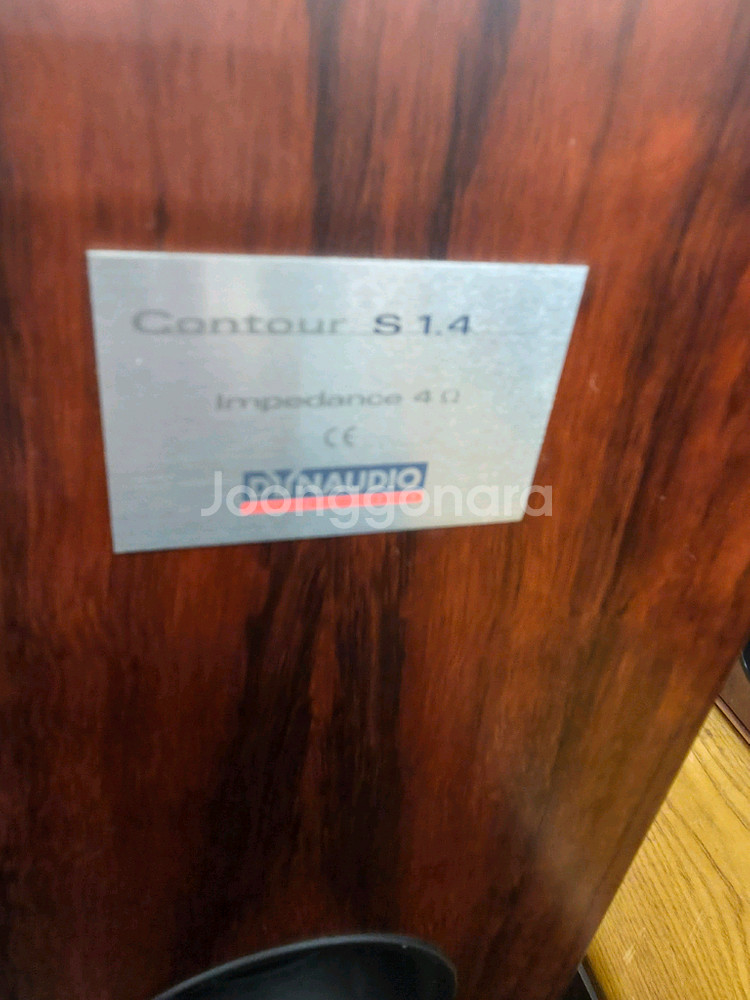 Contour S 1.4
Impedance 4 Ω
CE
DYNAUDIO
Joonggonara